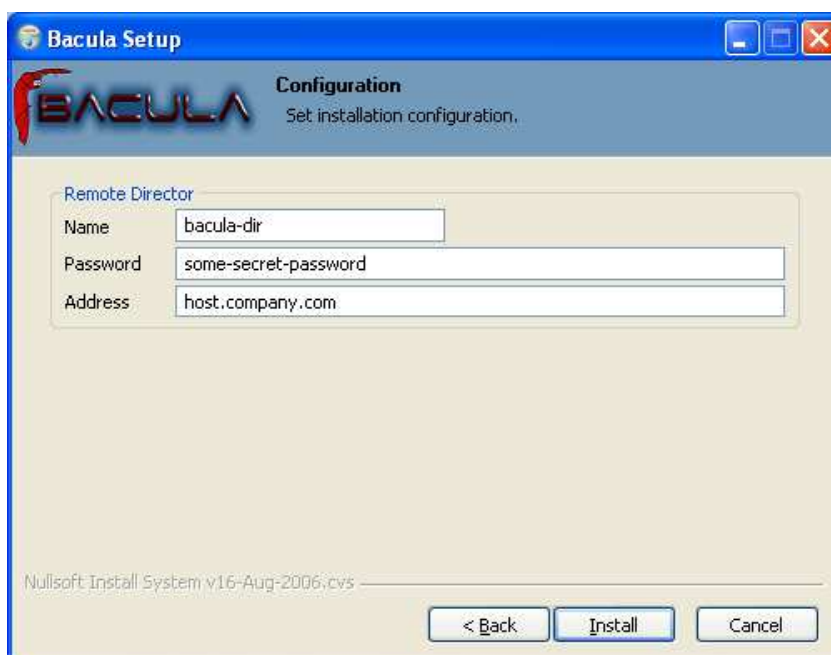 Bacula Setup
BACULA
Configuration
Set installation configuration.
Remote Director
Name bacula-dir
Password some-secret-password
Address host.company.com
Nullsoft Install System v16-Aug-2006.cvs
< Back Install Cancel